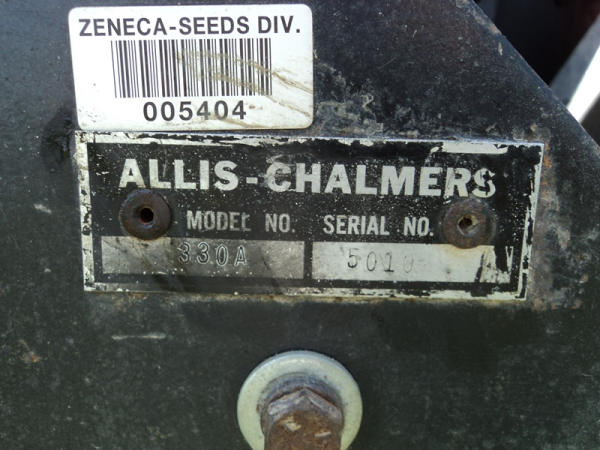 ZENECA-SEEDS DIV.
005404
ALLIS-CHALMERS
MODEL NO. SERIAL NO.
330A 5010